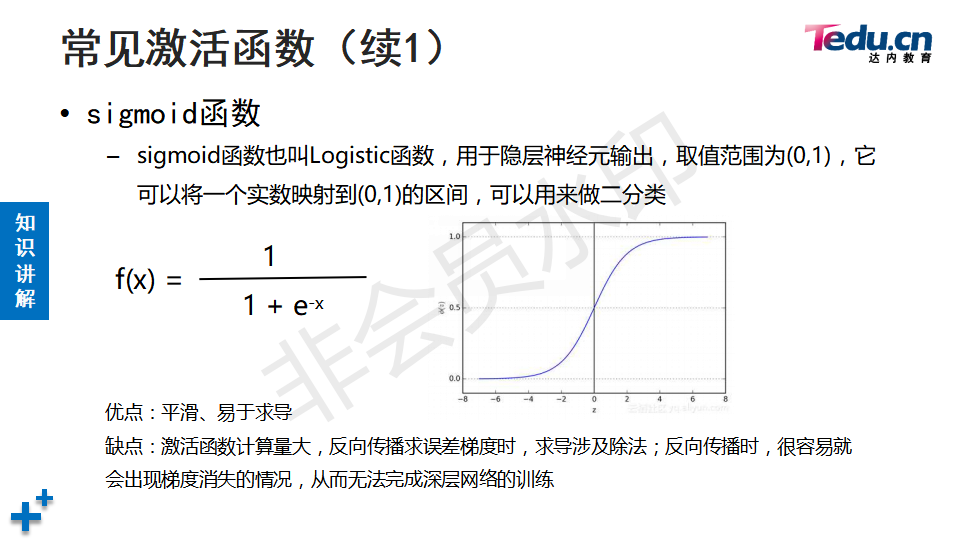 常见激活函数（续1）
Tedu.cn
达内教育
• sigmoid函数
– sigmoid函数也叫Logistic函数，用于隐层神经元输出，取值范围为(0,1)，它
可以将一个实数映射到(0,1)的区间，可以用来做二分类
知识讲解
f(x) = 1 / 1 + e-x
1.0
0.5
0.0
−8 −6 −4 −2 0 2 4 6 8
z
非会员水印
优点：平滑、易于求导
缺点：激活函数计算量大，反向传播求误差梯度时，求导涉及除法；反向传播时，很容易就
会出现梯度消失的情况，从而无法完成深层网络的训练